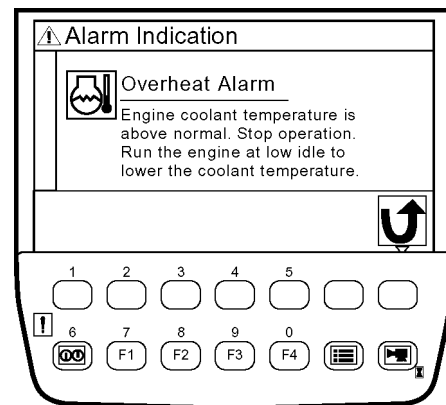 Alarm Indication
Overheat Alarm
Engine coolant temperature is
above normal. Stop operation.
Run the engine at low idle to
lower the coolant temperature.
1 2 3 4 5
6 7 8 9 0
F1 F2 F3 F4